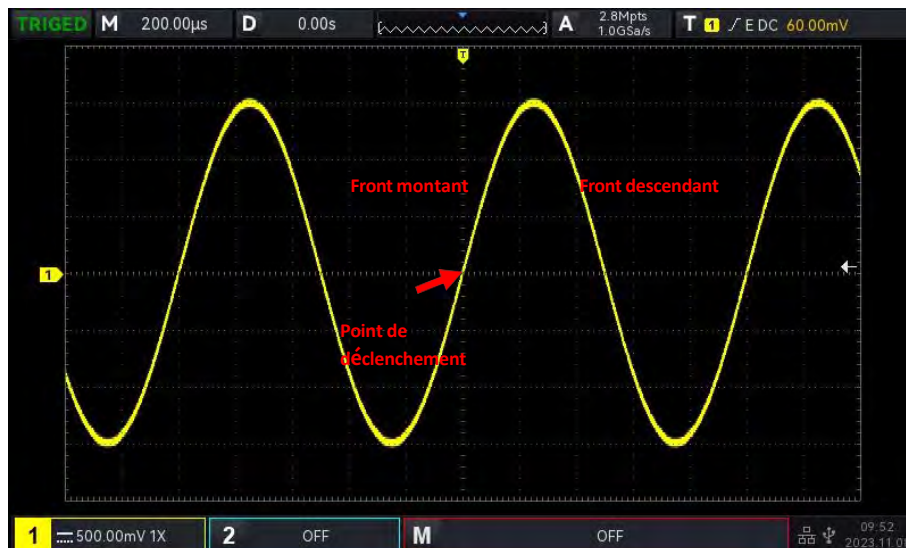 TRIGED M 200.00µs D 0.00s A 2.8Mpts 1.0GSa/s T 1 E DC 60.00mV
T
Front montant Front descendant
1
Point de
déclenchement
1 500.00mV 1X 2 OFF M OFF 09:52
2023.11.0